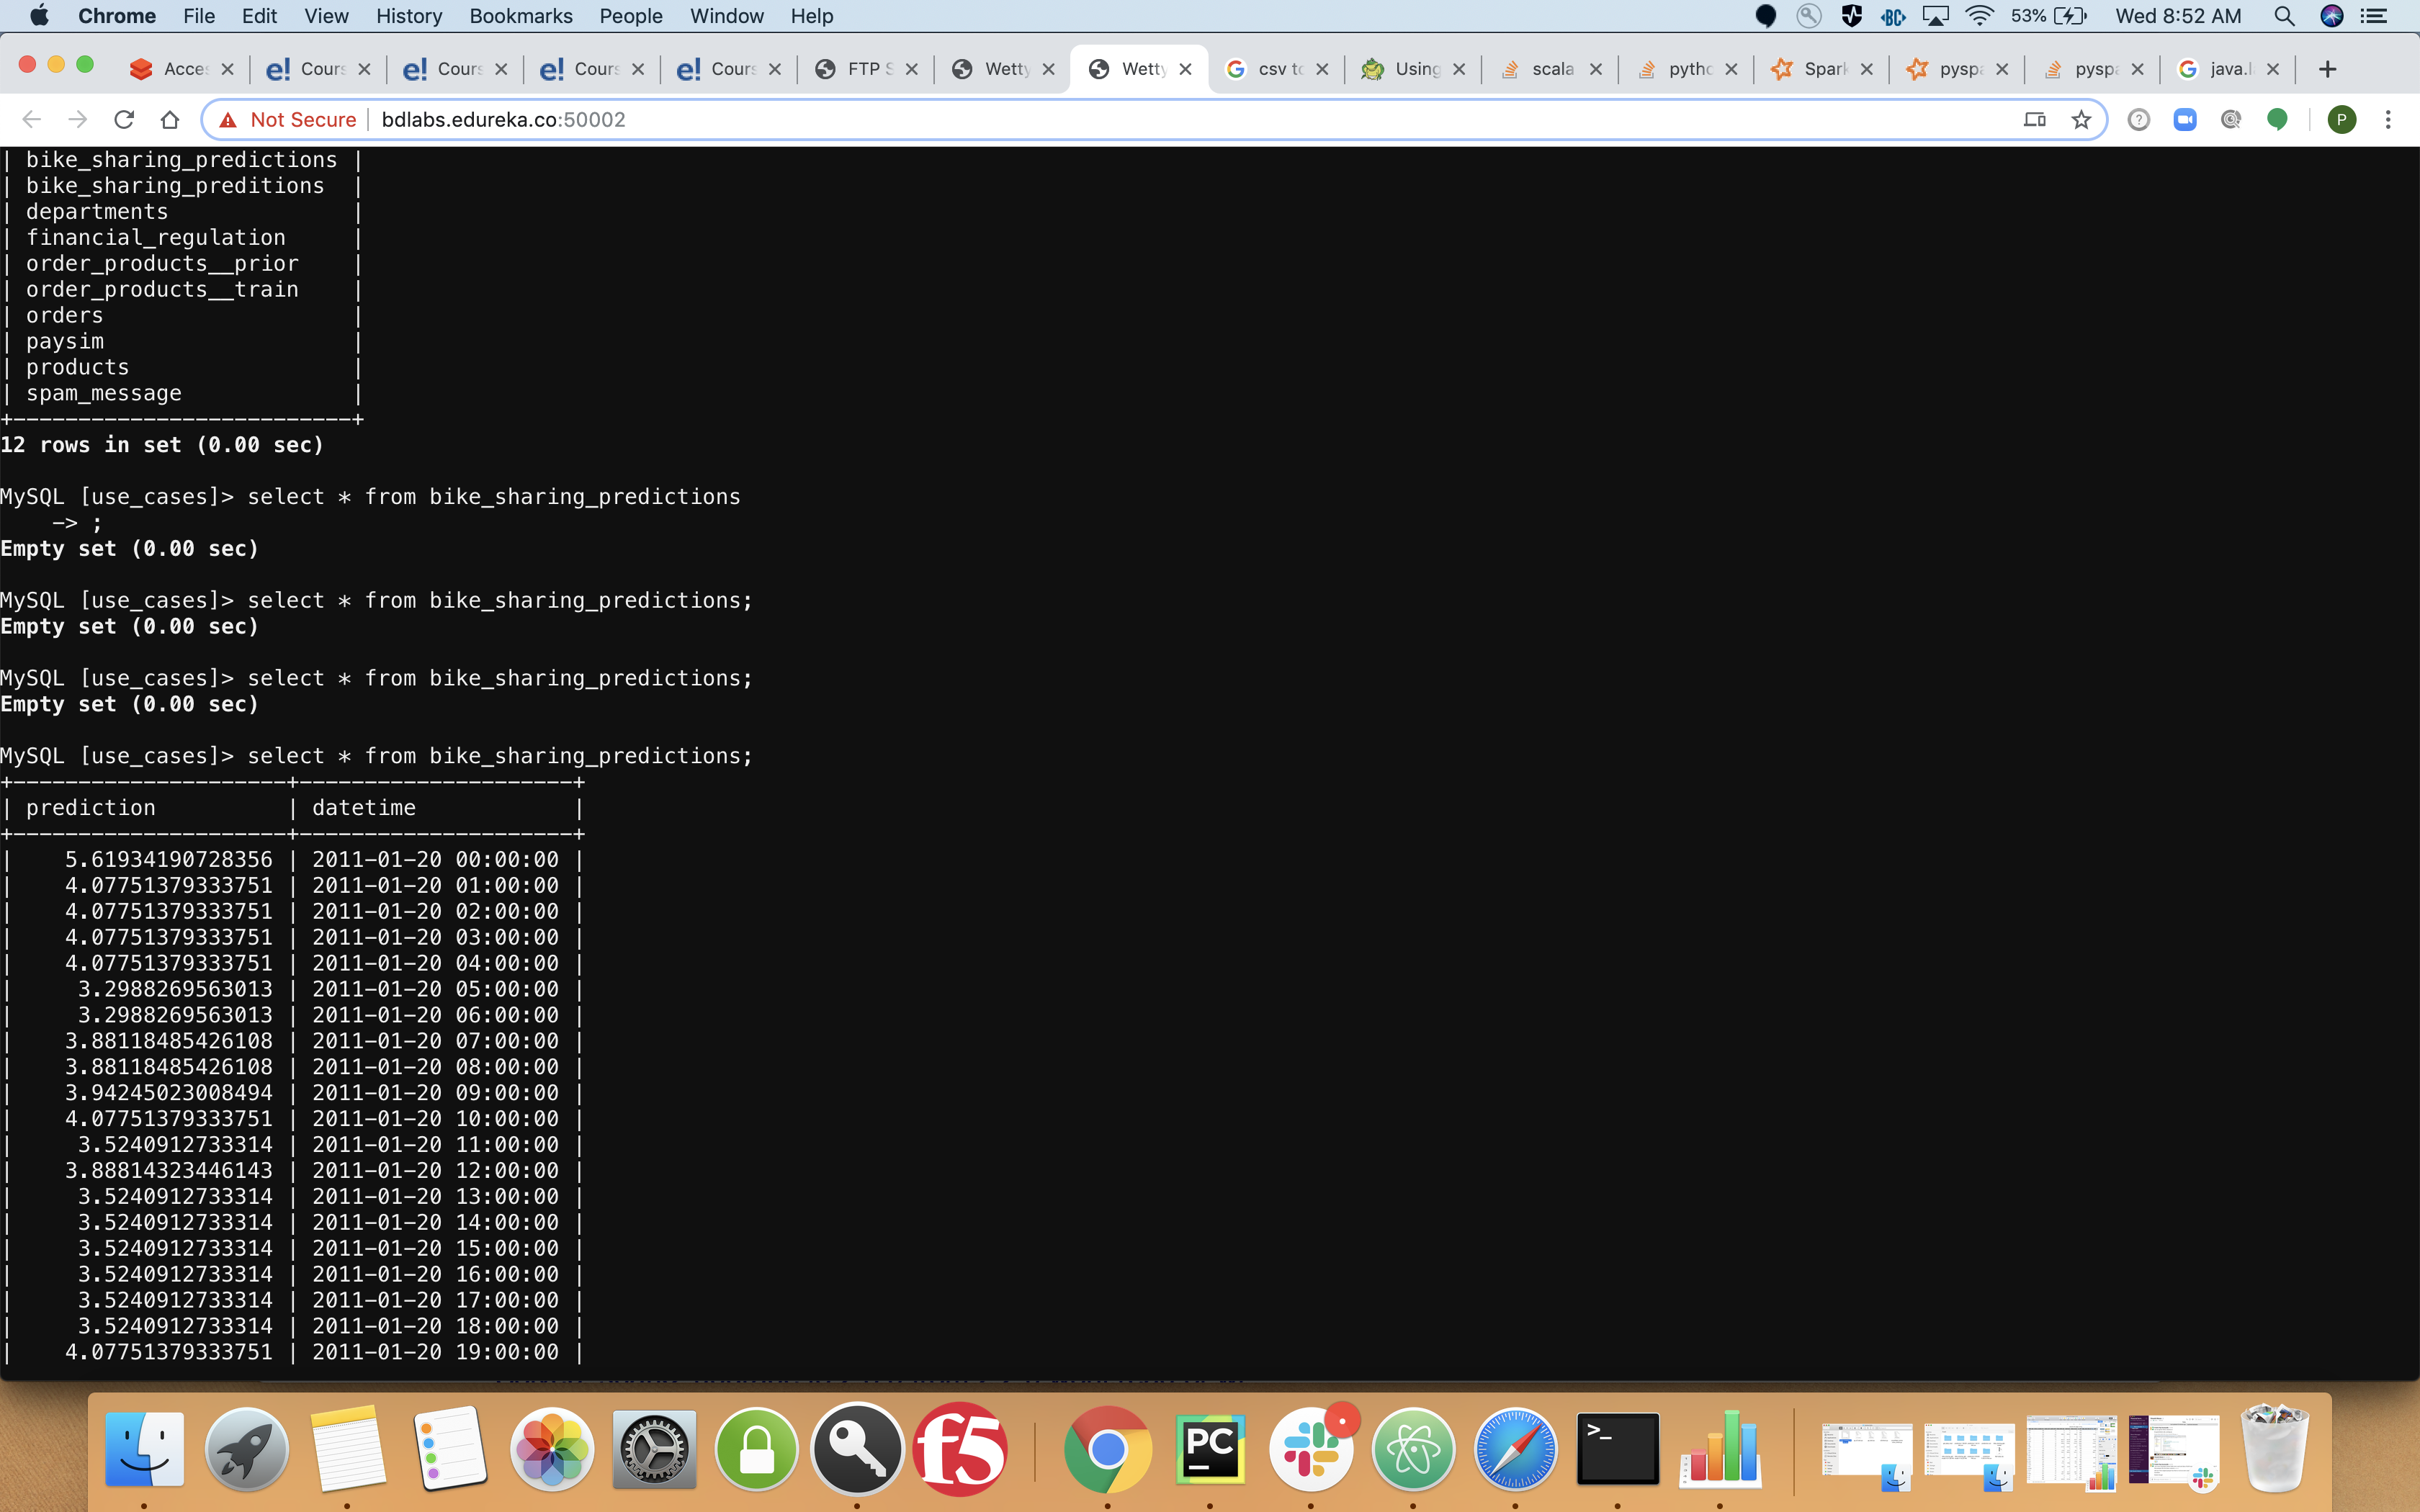 Chrome File Edit View History Bookmarks People Window Help BC 53% Wed 8:52 AM
Acces e! Cours e! Cours e! Cours e! Cours FTP S Wetty Wetty G csv to Using scala pytho Spark pyspa pyspa G java.l
Not Secure bdlabs.edureka.co:50002 P
| bike_sharing_predictions |
| bike_sharing_preditions |
| departments |
| financial_regulation |
| order_products__prior |
| order_products__train |
| orders |
| paysim |
| products |
| spam_message |
+--------------------------+
12 rows in set (0.00 sec)
MySQL [use_cases]> select * from bike_sharing_predictions
-> ;
Empty set (0.00 sec)
MySQL [use_cases]> select * from bike_sharing_predictions;
Empty set (0.00 sec)
MySQL [use_cases]> select * from bike_sharing_predictions;
Empty set (0.00 sec)
MySQL [use_cases]> select * from bike_sharing_predictions;
+---------------------+---------------------+
| prediction | datetime |
+---------------------+---------------------+
| 5.61934190728356 | 2011-01-20 00:00:00 |
| 4.07751379333751 | 2011-01-20 01:00:00 |
| 4.07751379333751 | 2011-01-20 02:00:00 |
| 4.07751379333751 | 2011-01-20 03:00:00 |
| 4.07751379333751 | 2011-01-20 04:00:00 |
| 3.2988269563013 | 2011-01-20 05:00:00 |
| 3.2988269563013 | 2011-01-20 06:00:00 |
| 3.88118485426108 | 2011-01-20 07:00:00 |
| 3.88118485426108 | 2011-01-20 08:00:00 |
| 3.94245023008494 | 2011-01-20 09:00:00 |
| 4.07751379333751 | 2011-01-20 10:00:00 |
| 3.5240912733314 | 2011-01-20 11:00:00 |
| 3.88814323446143 | 2011-01-20 12:00:00 |
| 3.5240912733314 | 2011-01-20 13:00:00 |
| 3.5240912733314 | 2011-01-20 14:00:00 |
| 3.5240912733314 | 2011-01-20 15:00:00 |
| 3.5240912733314 | 2011-01-20 16:00:00 |
| 3.5240912733314 | 2011-01-20 17:00:00 |
| 3.5240912733314 | 2011-01-20 18:00:00 |
| 4.07751379333751 | 2011-01-20 19:00:00 |
f5 PC >_